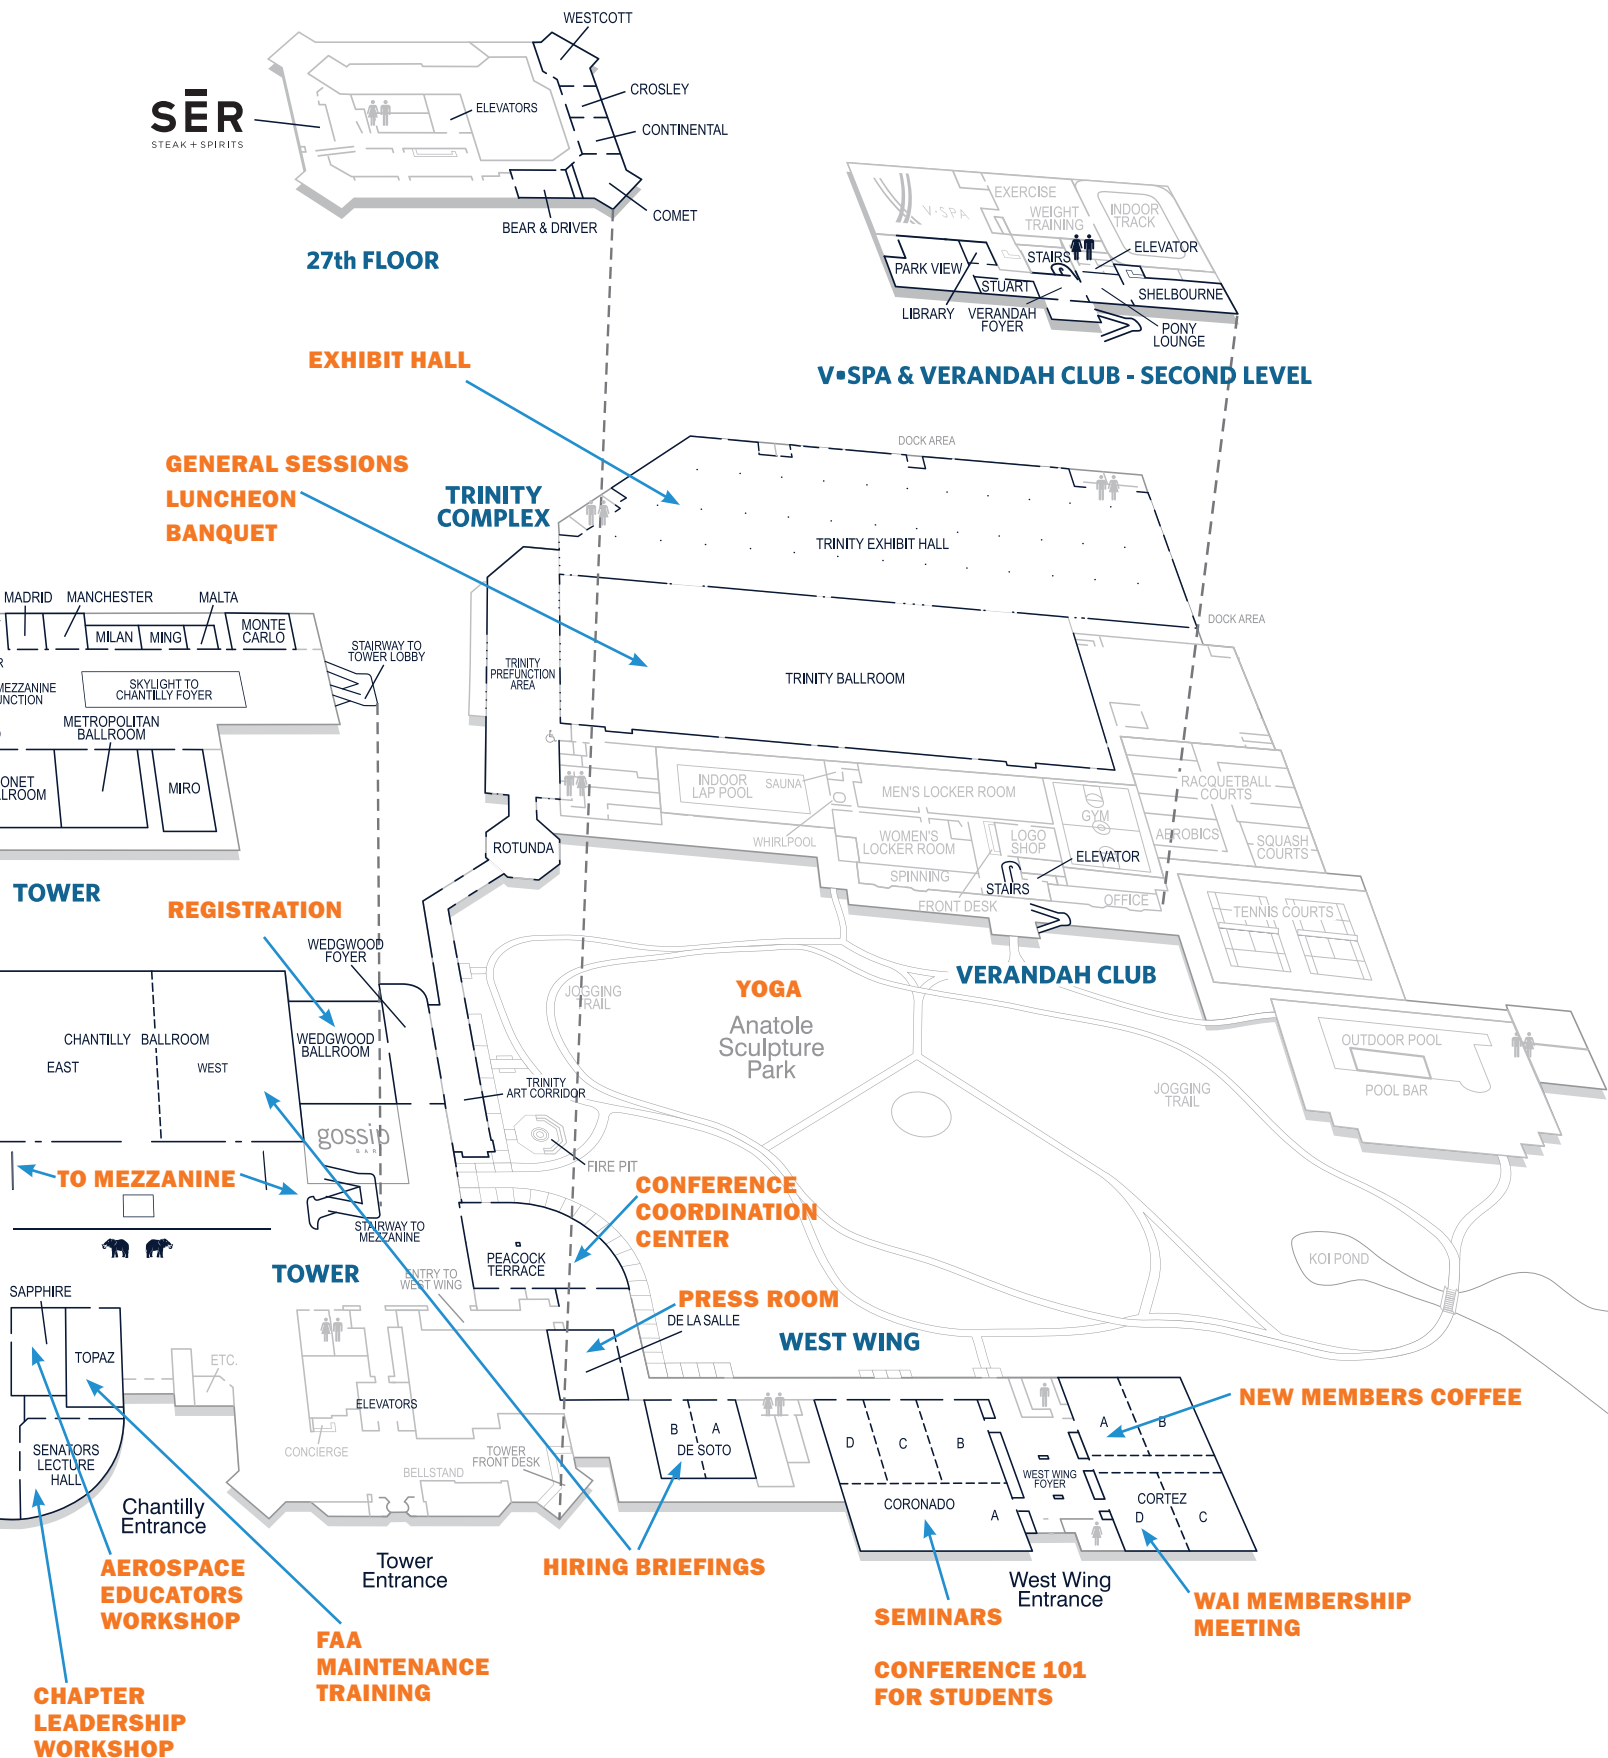 WESTCOTT
CROSLEY
CONTINENTAL
COMET
BEAR & DRIVER
ELEVATORS
SĒR
STEAK + SPIRITS
27th FLOOR
V·SPA
EXERCISE
WEIGHT
TRAINING
INDOOR
TRACK
ELEVATOR
STAIRS
PARK VIEW
STUART
SHELBOURNE
LIBRARY
VERANDAH
FOYER
PONY
LOUNGE
V•SPA & VERANDAH CLUB - SECOND LEVEL
EXHIBIT HALL
GENERAL SESSIONS
LUNCHEON
BANQUET
TRINITY
COMPLEX
DOCK AREA
TRINITY EXHIBIT HALL
DOCK AREA
TRINITY
PREFUNCTION
AREA
TRINITY BALLROOM
MADRID
MANCHESTER
MALTA
MILAN
MING
MONTE
CARLO
STAIRWAY TO
TOWER LOBBY
R
MEZZANINE
UNCTION
SKYLIGHT TO
CHANTILLY FOYER
METROPOLITAN
BALLROOM
ONET
LLROOM
MIRO
TOWER
INDOOR
LAP POOL
SAUNA
WHIRLPOOL
MEN'S LOCKER ROOM
WOMEN'S
LOCKER ROOM
SPINNING
LOGO
SHOP
FRONT DESK
GYM
RACQUETBALL
COURTS
AEROBICS
SQUASH
COURTS
ELEVATOR
STAIRS
OFFICE
TENNIS COURTS
ROTUNDA
VERANDAH CLUB
REGISTRATION
WEDGWOOD
FOYER
CHANTILLY BALLROOM
EAST
WEST
WEDGWOOD
BALLROOM
gossip
BAR
TRINITY
ART CORRIDOR
JOGGING
TRAIL
YOGA
Anatole
Sculpture
Park
JOGGING
TRAIL
OUTDOOR POOL
POOL BAR
FIRE PIT
KOI POND
TO MEZZANINE
STAIRWAY TO
MEZZANINE
TOWER
ENTRY TO
WEST WING
PEACOCK
TERRACE
CONFERENCE
COORDINATION
CENTER
PRESS ROOM
DE LA SALLE
WEST WING
SAPPHIRE
TOPAZ
ETC.
SENATORS
LECTURE
HALL
Chantilly
Entrance
ELEVATORS
CONCIERGE
BELLSTAND
TOWER
FRONT DESK
Tower
Entrance
B
A
DE SOTO
D
C
B
CORONADO
A
WEST WING
FOYER
A
B
CORTEZ
D
C
West Wing
Entrance
NEW MEMBERS COFFEE
AEROSPACE
EDUCATORS
WORKSHOP
FAA
MAINTENANCE
TRAINING
CHAPTER
LEADERSHIP
WORKSHOP
HIRING BRIEFINGS
SEMINARS
CONFERENCE 101
FOR STUDENTS
WAI MEMBERSHIP
MEETING